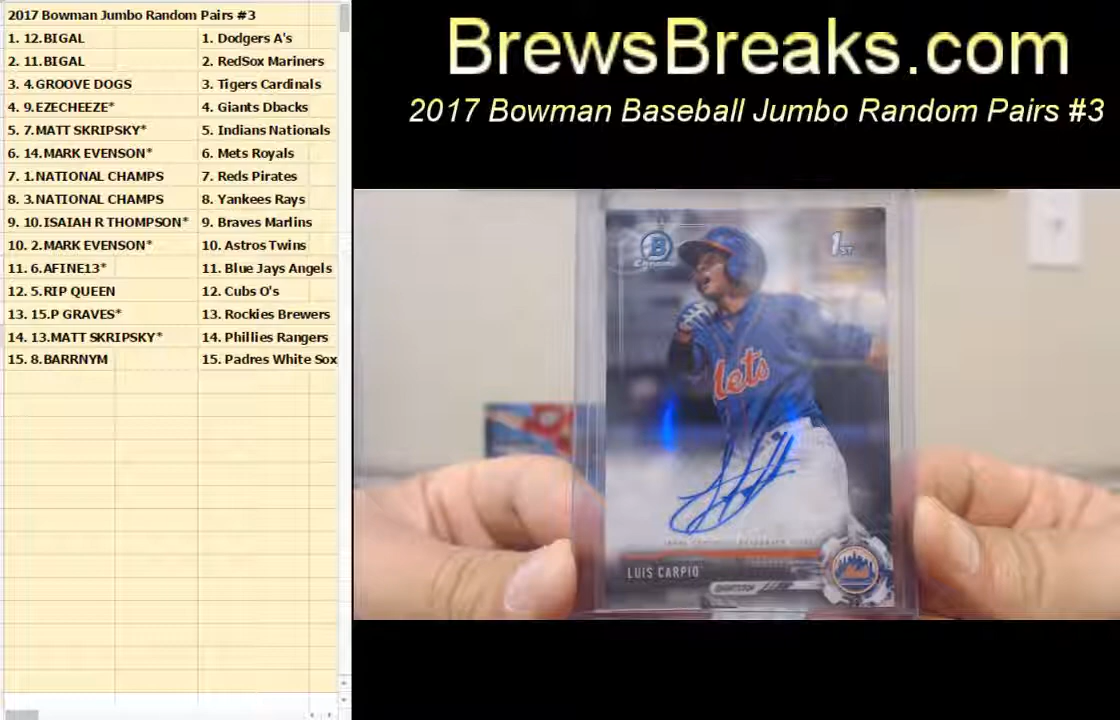 2017 Bowman Jumbo Random Pairs #3
1. 12.BIGAL 1. Dodgers A's
2. 11.BIGAL 2. RedSox Mariners
3. 4.GROOVE DOGS 3. Tigers Cardinals
4. 9.EZECHEEZE* 4. Giants Dbacks
5. 7.MATT SKRIPSKY* 5. Indians Nationals
6. 14.MARK EVENSON* 6. Mets Royals
7. 1.NATIONAL CHAMPS 7. Reds Pirates
8. 3.NATIONAL CHAMPS 8. Yankees Rays
9. 10.ISAIAH R THOMPSON* 9. Braves Marlins
10. 2.MARK EVENSON* 10. Astros Twins
11. 6.AFINE13* 11. Blue Jays Angels
12. 5.RIP QUEEN 12. Cubs O's
13. 15.P GRAVES* 13. Rockies Brewers
14. 13.MATT SKRIPSKY* 14. Phillies Rangers
15. 8.BARRNYM 15. Padres White Sox
BrewsBreaks.com
2017 Bowman Baseball Jumbo Random Pairs #3
B
1ST
Mets
LUIS CARPIO